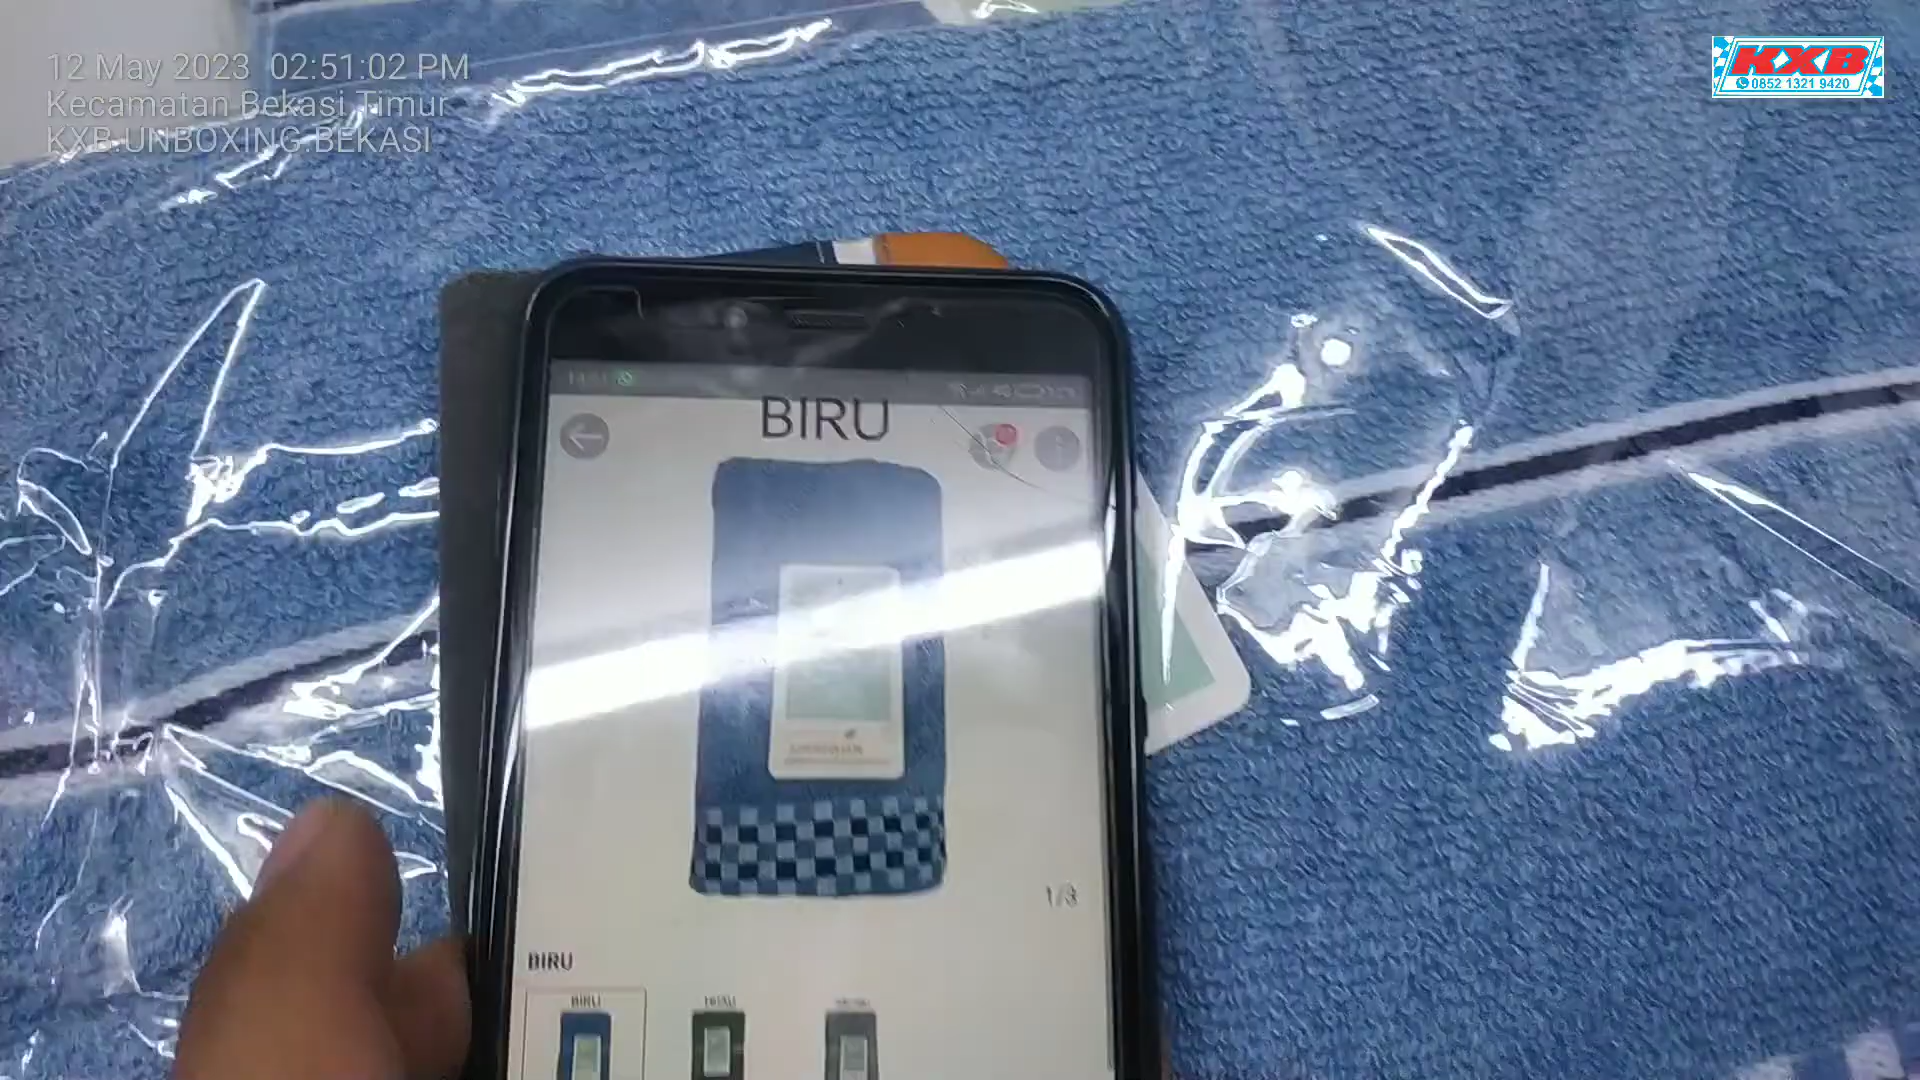 12 May 2023 02:51:02 PM
Kecamatan Bekasi Timur
KXB.UNBOXING.BEKASI
KXB
0852 1321 9420
BIRU
1/3
BIRU
BIRU